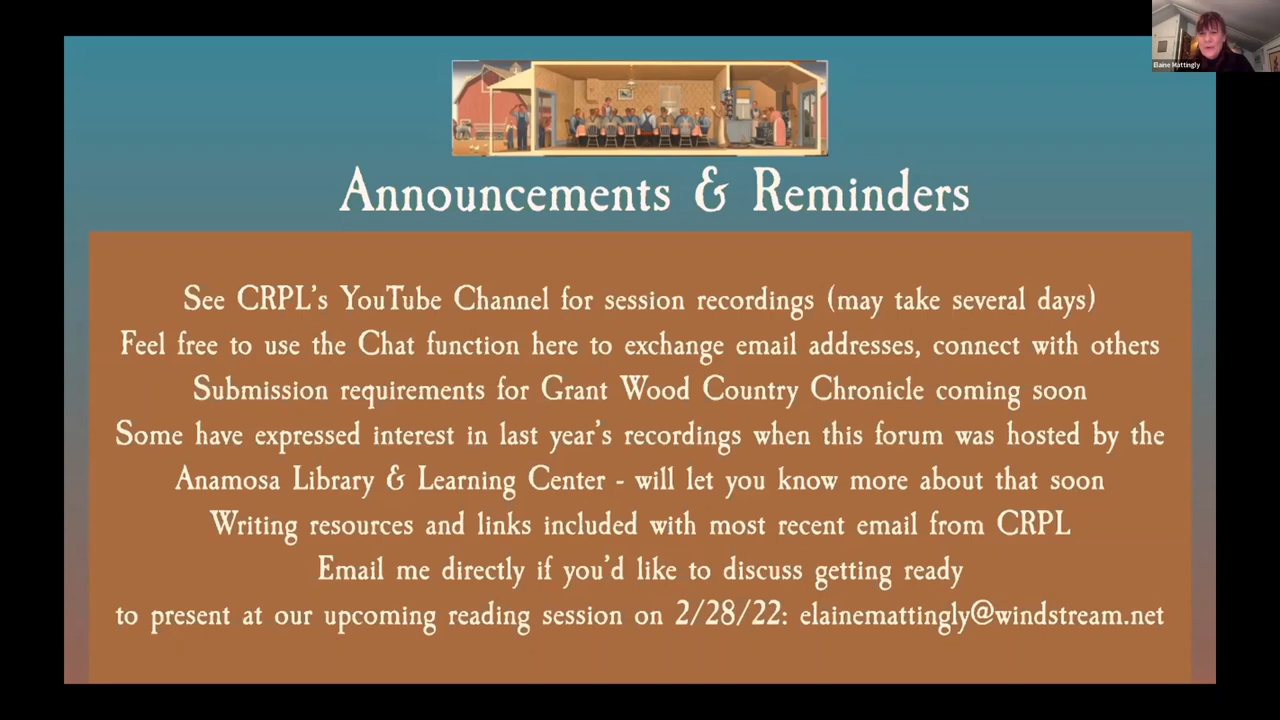 Elaine Mattingly
Announcements & Reminders
See CRPL's YouTube Channel for session recordings (may take several days)
Feel free to use the Chat function here to exchange email addresses, connect with others
Submission requirements for Grant Wood Country Chronicle coming soon
Some have expressed interest in last year's recordings when this forum was hosted by the
Anamosa Library & Learning Center - will let you know more about that soon
Writing resources and links included with most recent email from CRPL
Email me directly if you'd like to discuss getting ready
to present at our upcoming reading session on 2/28/22: elainemattingly@windstream.net